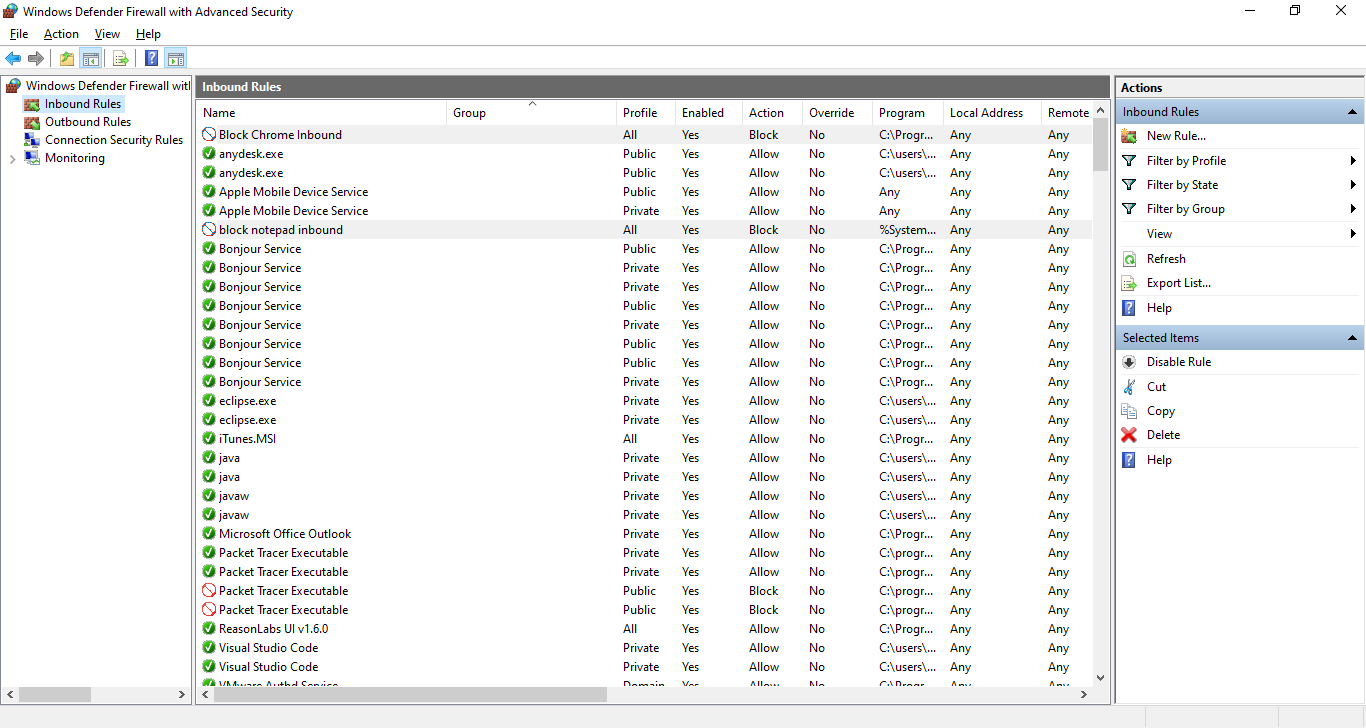 Windows Defender Firewall with Advanced Security
File Action View Help
Windows Defender Firewall with
Inbound Rules
Outbound Rules
Connection Security Rules
Monitoring
Inbound Rules
Name Group Profile Enabled Action Override Program Local Address Remote
Block Chrome Inbound All Yes Block No C:\Progr... Any Any
anydesk.exe Public Yes Allow No C:\users\... Any Any
anydesk.exe Public Yes Allow No C:\users\... Any Any
Apple Mobile Device Service Public Yes Allow No Any Any Any
Apple Mobile Device Service Private Yes Allow No Any Any Any
block notepad inbound All Yes Block No %System... Any Any
Bonjour Service Public Yes Allow No C:\Progr... Any Any
Bonjour Service Private Yes Allow No C:\Progr... Any Any
Bonjour Service Private Yes Allow No C:\Progr... Any Any
Bonjour Service Public Yes Allow No C:\Progr... Any Any
Bonjour Service Private Yes Allow No C:\Progr... Any Any
Bonjour Service Public Yes Allow No C:\Progr... Any Any
Bonjour Service Public Yes Allow No C:\Progr... Any Any
Bonjour Service Private Yes Allow No C:\Progr... Any Any
eclipse.exe Private Yes Allow No C:\users\... Any Any
eclipse.exe Private Yes Allow No C:\users\... Any Any
iTunes.MSI All Yes Allow No C:\Progr... Any Any
java Private Yes Allow No C:\users\... Any Any
java Private Yes Allow No C:\users\... Any Any
javaw Private Yes Allow No C:\users\... Any Any
javaw Private Yes Allow No C:\users\... Any Any
Microsoft Office Outlook Private Yes Allow No C:\Progr... Any Any
Packet Tracer Executable Private Yes Allow No C:\progr... Any Any
Packet Tracer Executable Private Yes Allow No C:\progr... Any Any
Packet Tracer Executable Public Yes Block No C:\progr... Any Any
Packet Tracer Executable Public Yes Block No C:\progr... Any Any
ReasonLabs UI v1.6.0 All Yes Allow No C:\Progr... Any Any
Visual Studio Code Private Yes Allow No C:\users\... Any Any
Visual Studio Code Private Yes Allow No C:\users\... Any Any
VMware Authd Service Domain Yes Allow No C:\Progr... Any Any
Actions
Inbound Rules
New Rule...
Filter by Profile
Filter by State
Filter by Group
View
Refresh
Export List...
Help
Selected Items
Disable Rule
Cut
Copy
Delete
Help